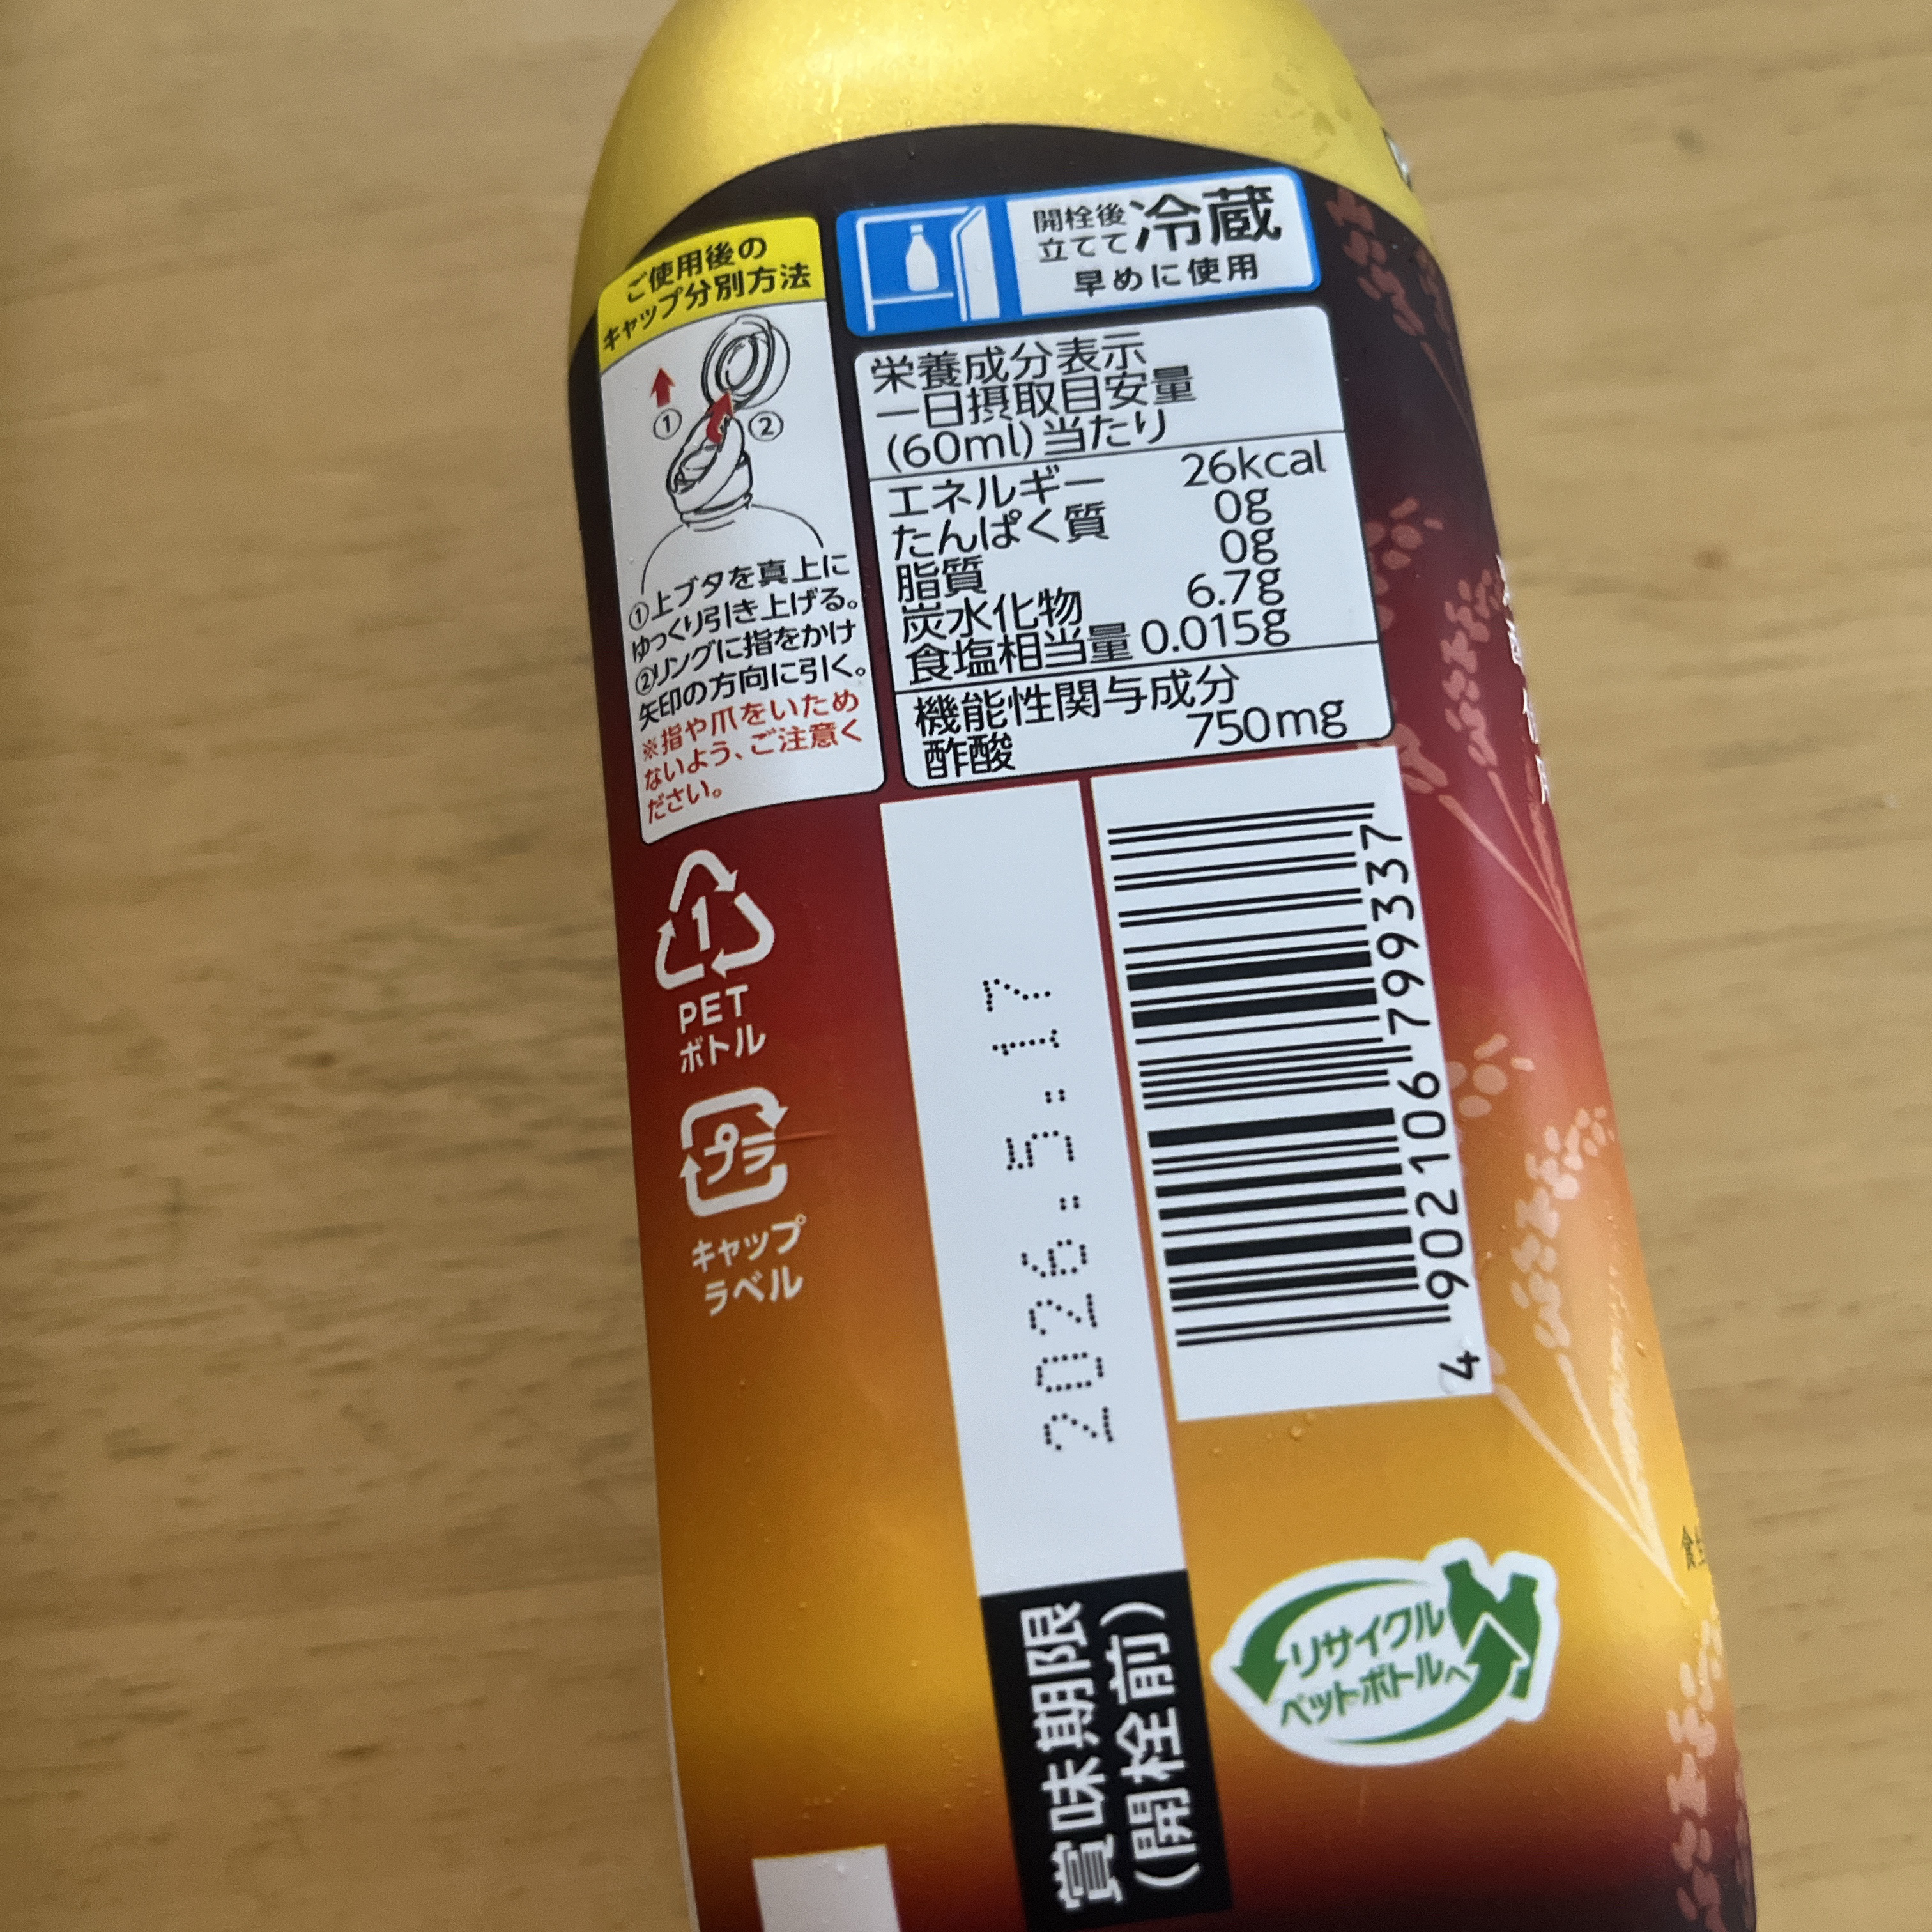 ご使用後の
キャップ分別方法
①
②
①上ブタを真上に
ゆっくり引き上げる。
②リングに指をかけ
矢印の方向に引く。
※指や爪をいため
ないよう、ご注意く
ださい。
開栓後
立てて
冷蔵
早めに使用
栄養成分表示
一日摂取目安量
(60ml)当たり
エネルギー 26kcal
たんぱく質 0g
脂質 0g
炭水化物 6.7g
食塩相当量 0.015g
機能性関与成分
酢酸 750mg
1
PET
ボトル
プラ
キャップ
ラベル
賞味期限
(開栓前)
2026.5.17
4 902106 799337
リサイクル
ペットボトルへ